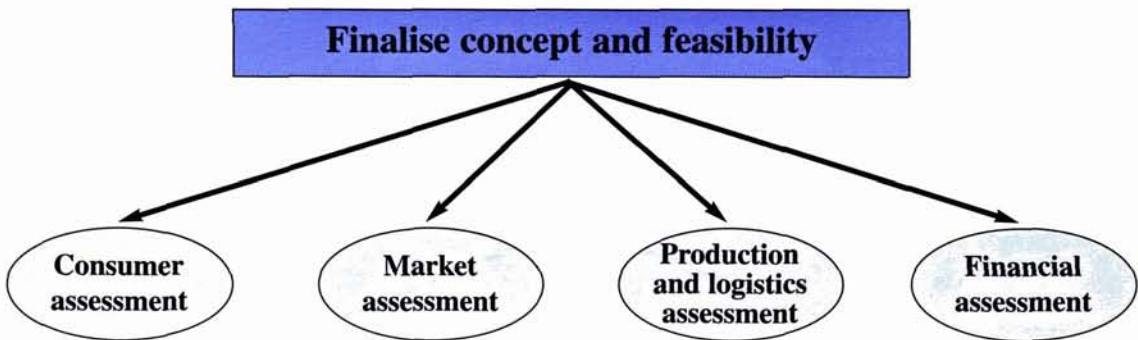 Finalise concept and feasibility
Consumer
assessment
Market
assessment
Production
and logistics
assessment
Financial
assessment